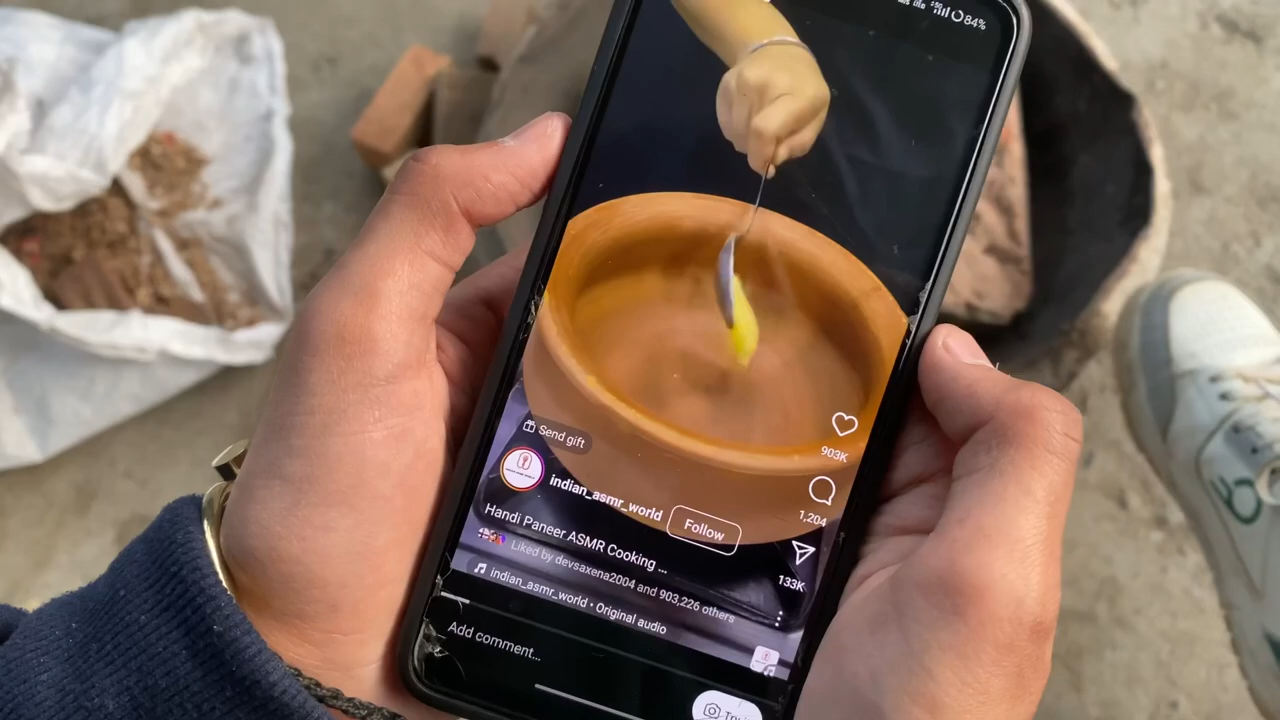 84%
903K
Send gift
1,204
indian_asmr_world
Follow
Handi Paneer ASMR Cooking ...
133K
Liked by devsaxena2004 and 903,226 others
indian_asmr_world • Original audio
Add comment...